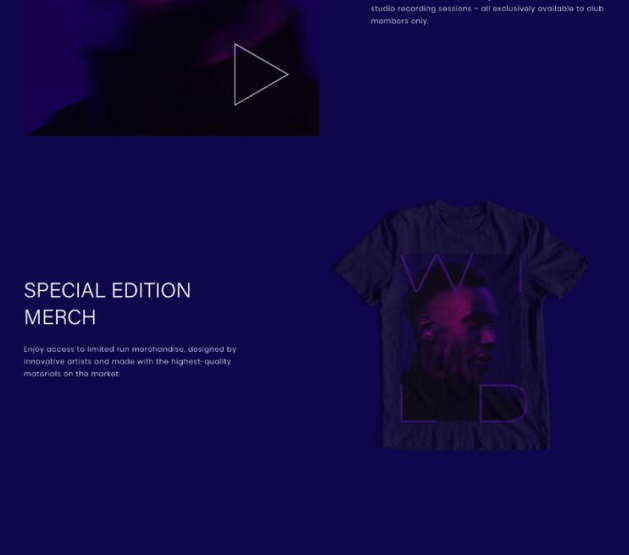 studio recording sessions – all exclusively available to club
members only.
SPECIAL EDITION
MERCH
Enjoy access to limited run merchandise, designed by
innovative artists and made with the highest-quality
materials on the market.
W I
L D